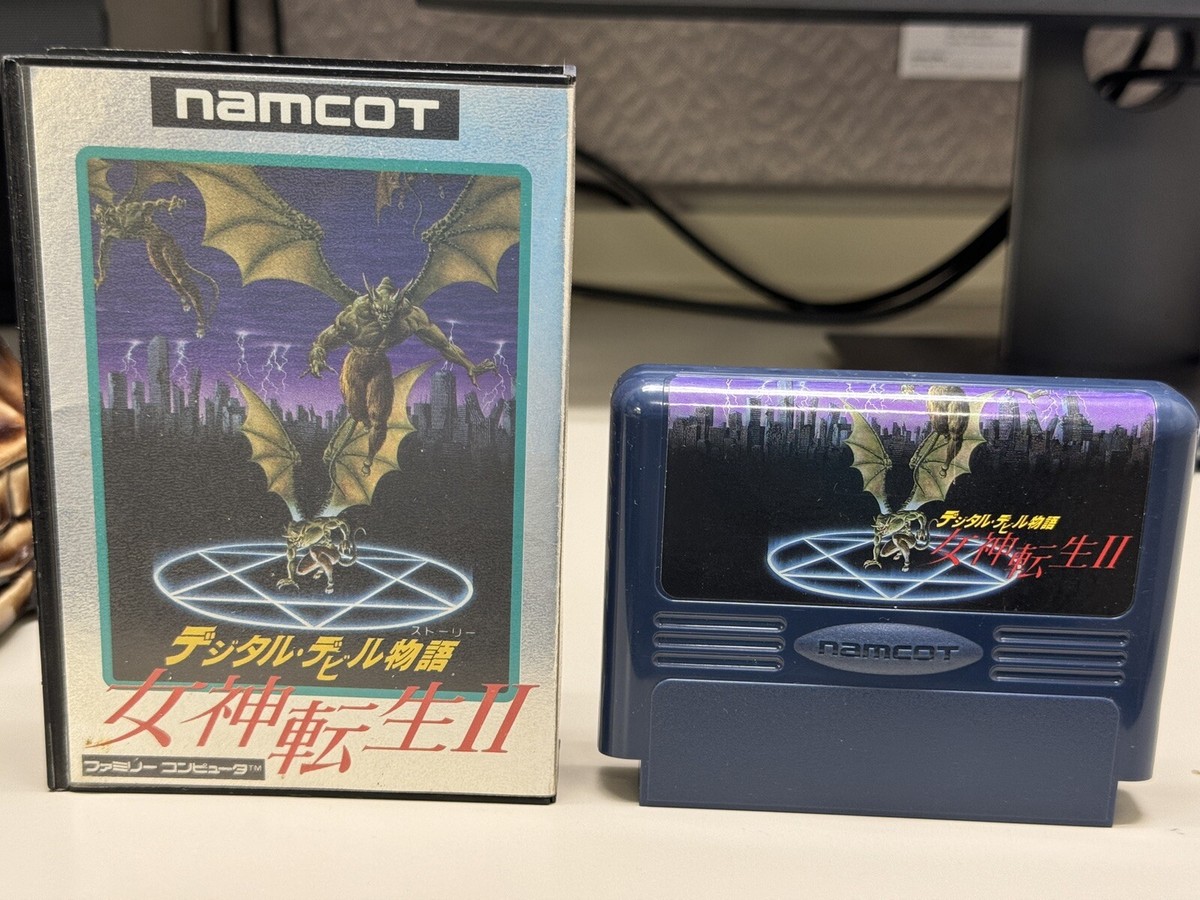 namcot
ストーリー
デジタル・デビル物語
女神転生II
ファミリーコンピュータ™
デジタル・デビル物語
女神転生II
namcot